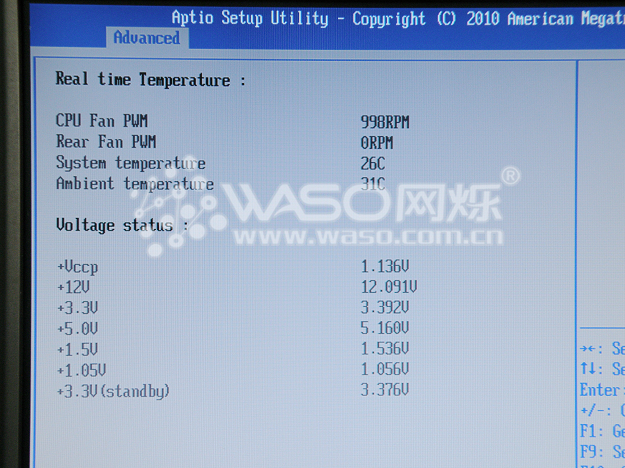 Aptio Setup Utility - Copyright (C) 2010 American
Advanced
Real time Temperature :
CPU Fan PWM 998RPM
Rear Fan PWM 0RPM
System temperature 26C
Ambient temperature 31C
WASO网烁®
www.waso.com.cn
Voltage status :
+Vccp 1.136V
+12V 12.091V
+3.3V 3.392V
+5.0V 5.160V
+1.5V 1.536V
+1.05V 1.056V
+3.3V(standby) 3.376V
→←: Se
↑↓: Se
Enter:
+/-:
F1: Ge
F9: Se